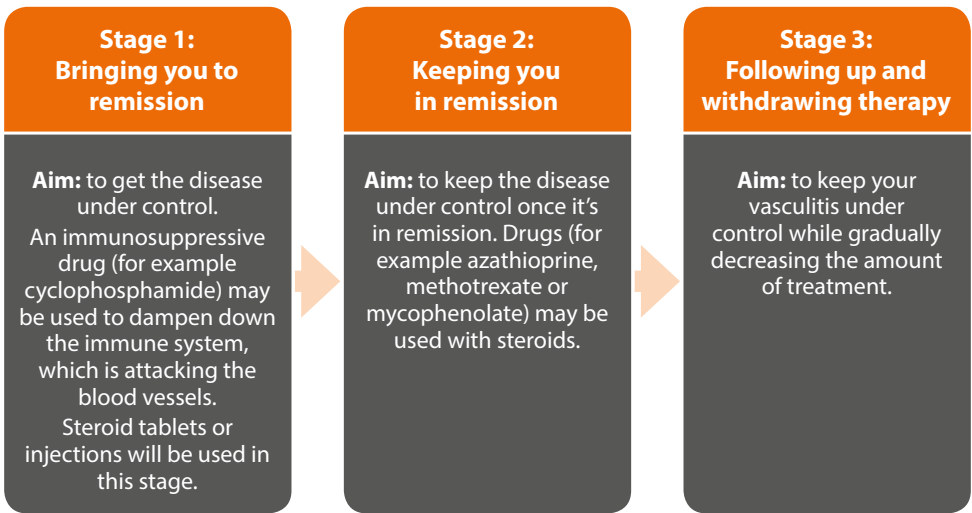 Stage 1:
Bringing you to
remission
Aim: to get the disease
under control.
An immunosuppressive
drug (for example
cyclophosphamide) may
be used to dampen down
the immune system,
which is attacking the
blood vessels.
Steroid tablets or
injections will be used in
this stage.
Stage 2:
Keeping you
in remission
Aim: to keep the disease
under control once it’s
in remission. Drugs (for
example azathioprine,
methotrexate or
mycophenolate) may be
used with steroids.
Stage 3:
Following up and
withdrawing therapy
Aim: to keep your
vasculitis under
control while gradually
decreasing the amount
of treatment.